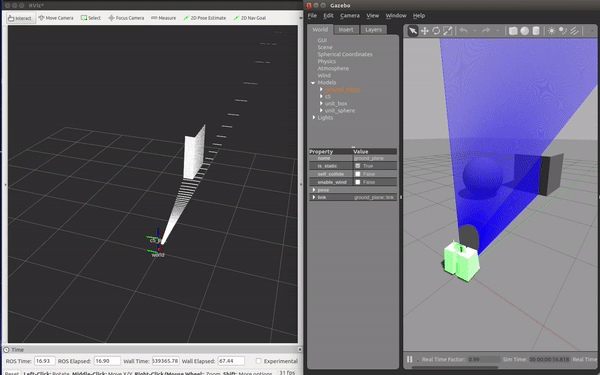 RViz*
Interact Move Camera Select Focus Camera Measure 2D Pose Estimate 2D Nav Goal
world
Time
ROS Time: 16.93 ROS Elapsed: 16.90 Wall Time: 539365.78 Wall Elapsed: 67.44 Experimental
Reset Left-Click: Rotate. Middle-Click: Move X/Y. Right-Click/Mouse Wheel: Zoom. Shift: More options. 31 fps
Gazebo
File Edit Camera View Window Help
World Insert Layers
GUI
Scene
Spherical Coordinates
Physics
Atmosphere
Wind
Models
ground_plane
unit_box
unit_sphere
Lights
Property Value
name ground_plane
is_static True
self_collide False
enable_wind False
pose
link ground_plane::link
Real Time Factor: 0.99 Sim Time: 00 00:00:16.818